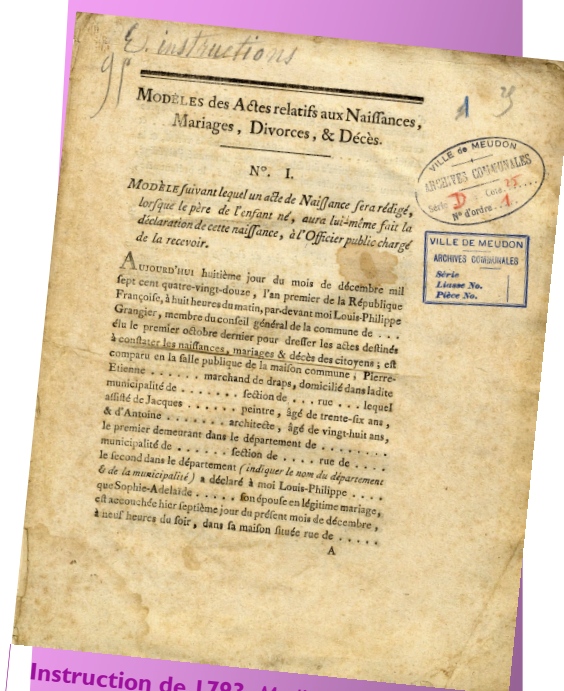 E. instructions
95
1
25
MODÈLES des Actes relatifs aux Naiſſances,
Mariages, Divorces, & Décès.
N°. I.
MODÈLE ſuivant lequel un acte de Naiſſance ſera rédigé,
lorſque le père de l'enfant né, aura lui-même fait la
déclaration de cette naiſſance, à l'Officier public chargé
de la recevoir.
AUJOURD'HUI huitième jour du mois de décembre mil
ſept cent quatre-vingt-douze, l'an premier de la République
Françoiſe, à huit heures du matin, par-devant moi Louis-Philippe
Grangier, membre du conseil général de la commune de . . .
élu le premier octobre dernier pour dreſſer les actes deſtinés
à conſtater les naiſſances, mariages & décès des citoyens ; eſt
comparu en la ſalle publique de la maiſon commune, Pierre-
Etienne . . . . . . marchand de draps, domicilié dans ladite
municipalité de . . . . . . . ſection de . . . . rue . . . lequel
aſſiſté de Jacques . . . . . . peintre, âgé de trente-ſix ans,
& d'Antoine . . . . . . . architecte, âgé de vingt-huit ans,
le premier demeurant dans le département de . . . . . . . . .
municipalité de . . . . . . ſection de . . . . rue de . . . .
le ſecond dans le département (indiquer le nom du département
& de la municipalité) a déclaré à moi Louis-Philippe . . . .
que Sophie-Adelaïde . . . . . ſon épouſe en légitime mariage,
eſt accouchée hier ſeptième jour du préſent mois de décembre,
à neuf heures du ſoir, dans ſa maiſon ſituée rue de . . . . .
A
VILLE de MEUDON
ARCHIVES COMMUNALES
Série D Cote 25
N° d'ordre 1
VILLE DE MEUDON
ARCHIVES COMMUNALES
Série
Liasse No.
Pièce No.
Instruction de 1792